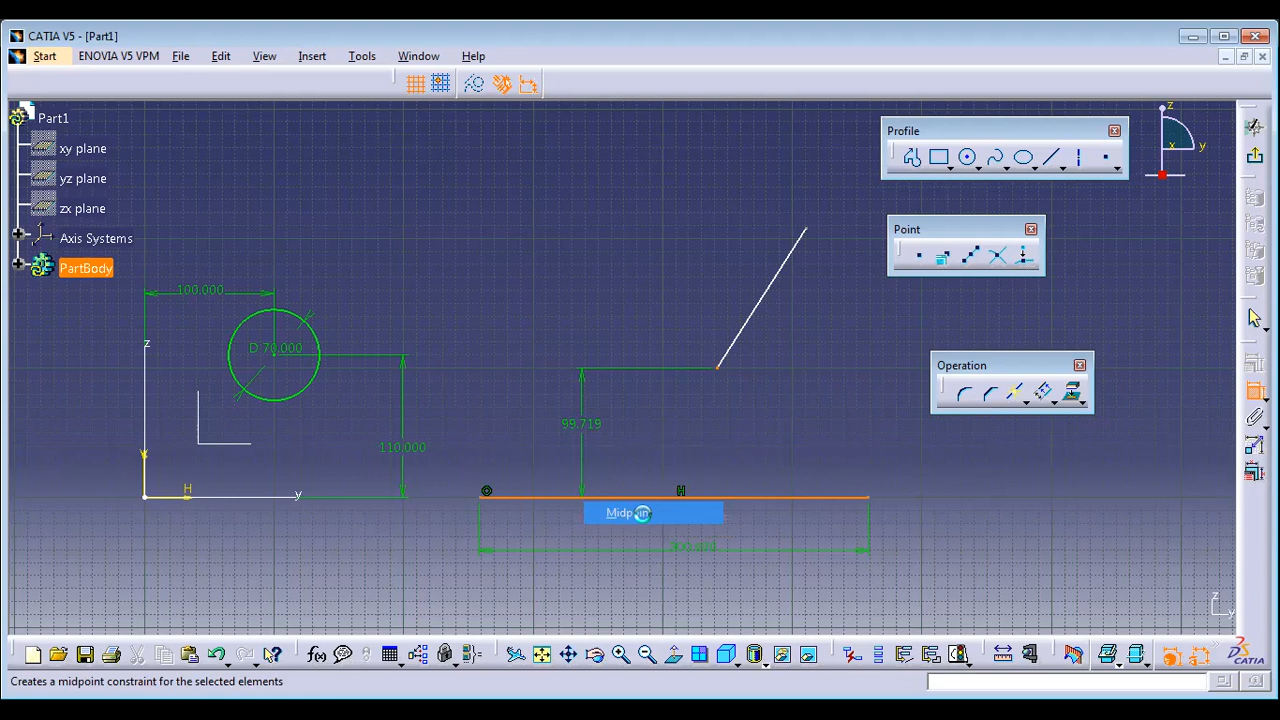 CATIA V5 - [Part1]
Start ENOVIA V5 VPM File Edit View Insert Tools Window Help
Part1
xy plane
yz plane
zx plane
Axis Systems
PartBody
Profile
Point
Operation
z
x
y
100.000
D 70.000
z
110.000
V
H
y
99.719
H
z
y
f(x)
CATIA
Creates a midpoint constraint for the selected elements